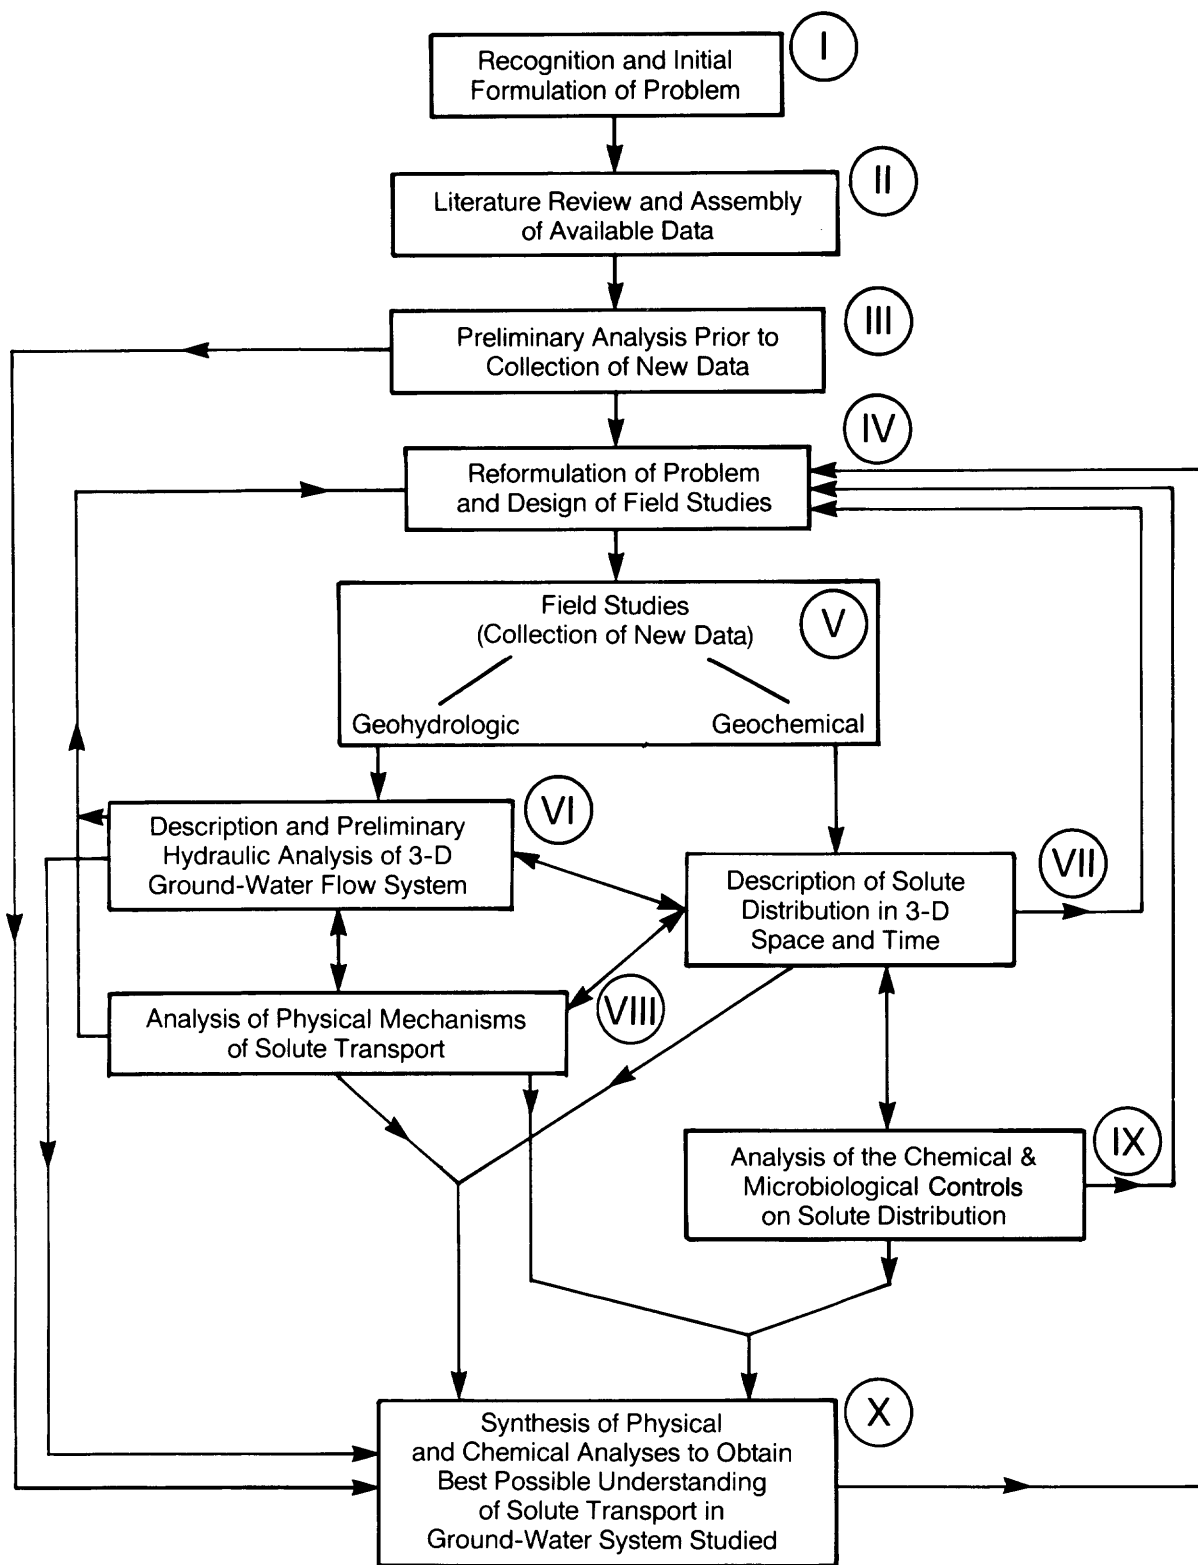 I
Recognition and Initial
Formulation of Problem
II
Literature Review and Assembly
of Available Data
III
Preliminary Analysis Prior to
Collection of New Data
IV
Reformulation of Problem
and Design of Field Studies
V
Field Studies
(Collection of New Data)
Geohydrologic
Geochemical
VI
Description and Preliminary
Hydraulic Analysis of 3-D
Ground-Water Flow System
VII
Description of Solute
Distribution in 3-D
Space and Time
VIII
Analysis of Physical Mechanisms
of Solute Transport
IX
Analysis of the Chemical &
Microbiological Controls
on Solute Distribution
X
Synthesis of Physical
and Chemical Analyses to Obtain
Best Possible Understanding
of Solute Transport in
Ground-Water System Studied